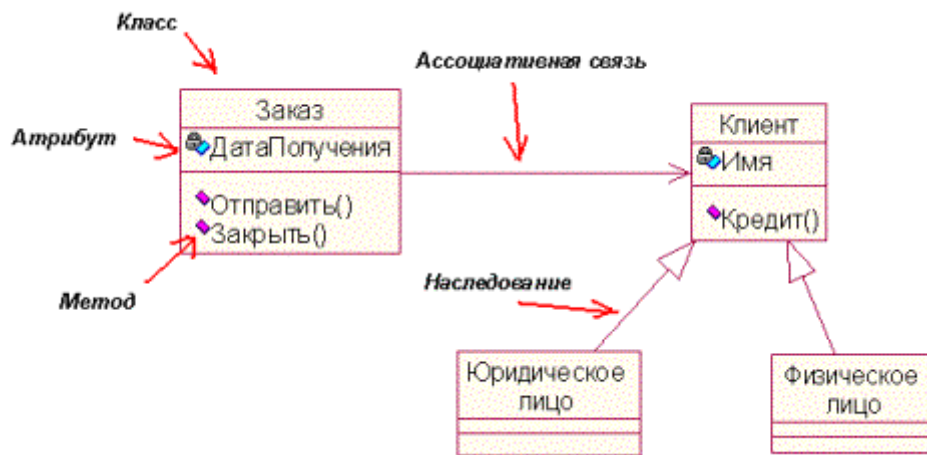 Класс
Ассоциативная связь
Заказ
Атрибут
ДатаПолучения
Клиент
Имя
Отправить()
Закрыть()
Кредит()
Метод
Наследование
Юридическое
лицо
Физическое
лицо